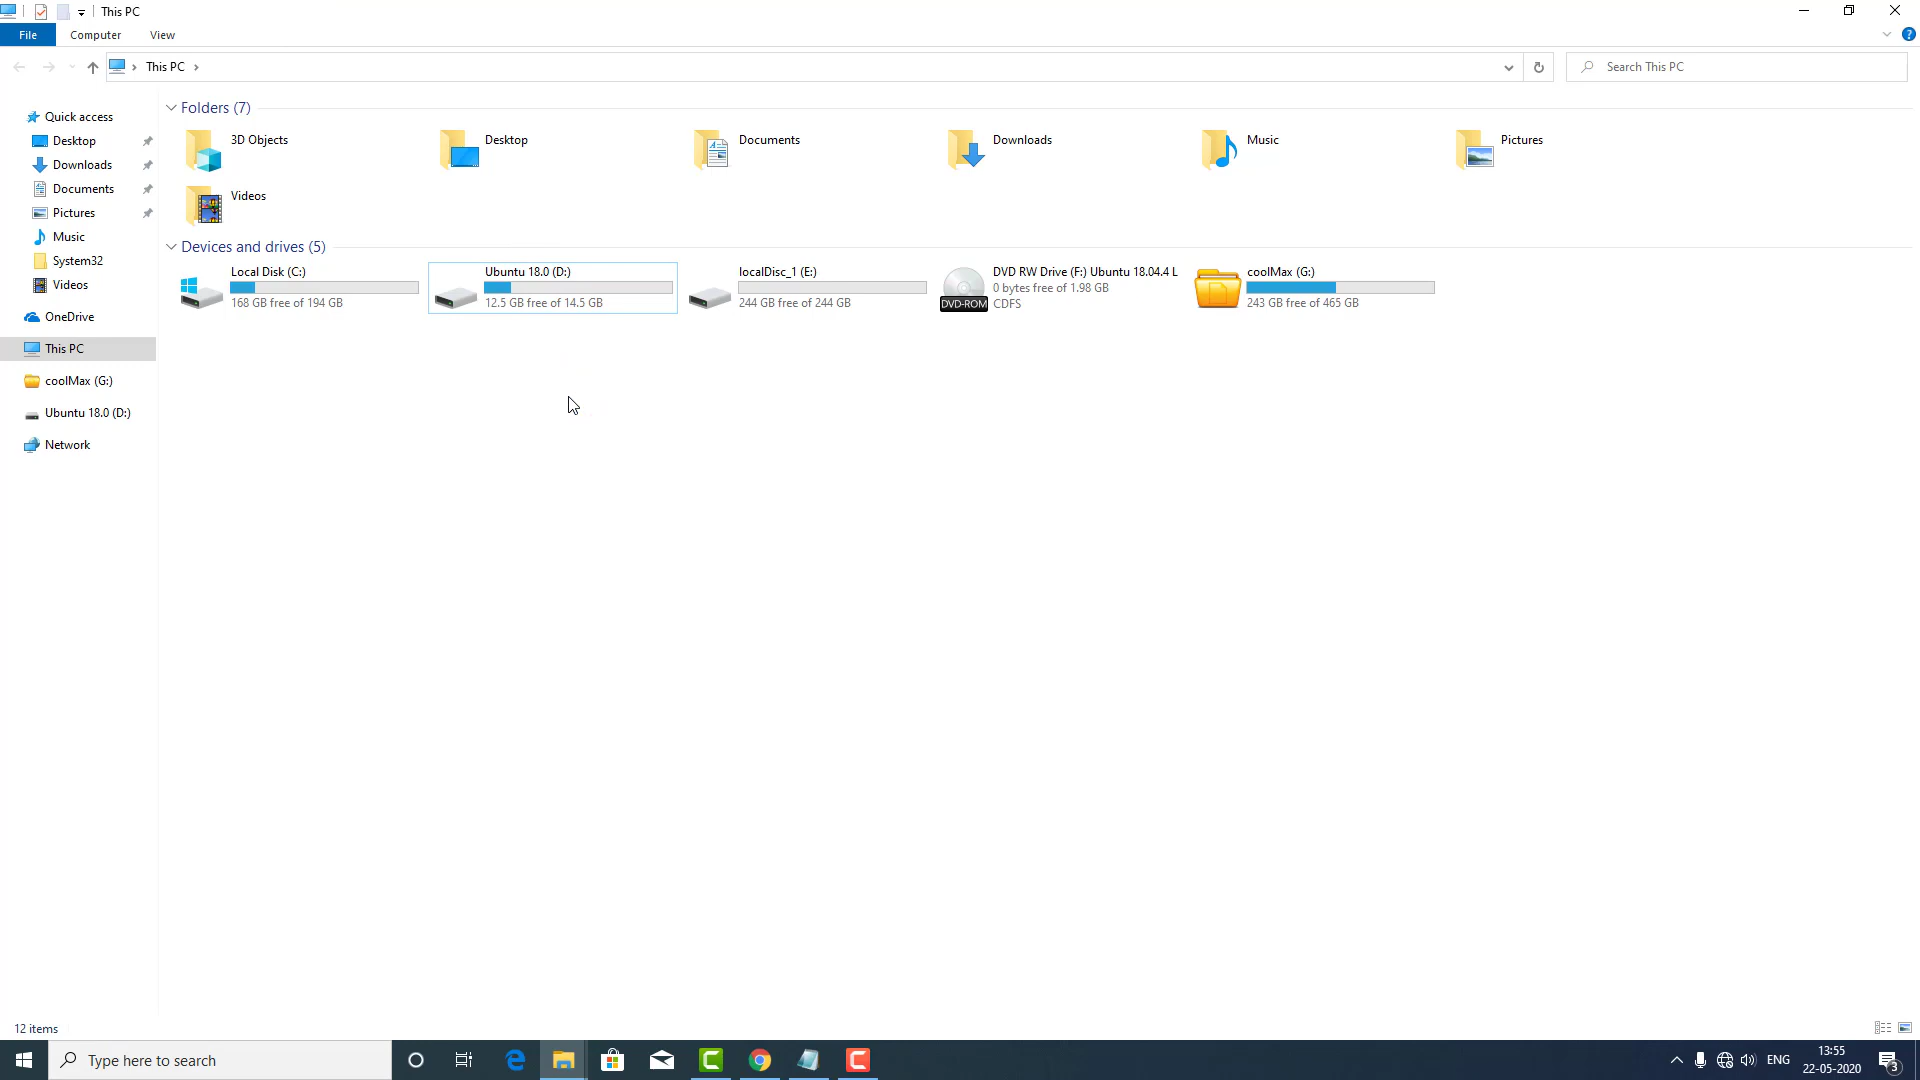 This PC
File
Computer
View
This PC
Search This PC
Quick access
Desktop
Downloads
Documents
Pictures
Music
System32
Videos
OneDrive
This PC
coolMax (G:)
Ubuntu 18.0 (D:)
Network
Folders (7)
3D Objects
Desktop
Documents
Downloads
Music
Pictures
Videos
Devices and drives (5)
Local Disk (C:)
168 GB free of 194 GB
Ubuntu 18.0 (D:)
12.5 GB free of 14.5 GB
localDisc_1 (E:)
244 GB free of 244 GB
DVD-ROM
DVD RW Drive (F:) Ubuntu 18.04.4 L
0 bytes free of 1.98 GB
CDFS
coolMax (G:)
243 GB free of 465 GB
12 items
Type here to search
ENG
13:55
22-05-2020
3